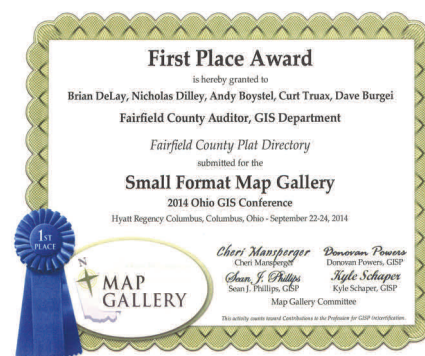 First Place Award
is hereby granted to
Brian DeLay, Nicholas Dilley, Andy Boystel, Curt Truax, Dave Burgei
Fairfield County Auditor, GIS Department
Fairfield County Plat Directory
submitted for the
Small Format Map Gallery
2014 Ohio GIS Conference
Hyatt Regency Columbus, Columbus, Ohio - September 22-24, 2014
1ST
PLACE
N
MAP
GALLERY
Cheri Mansperger Donovan Powers
Cheri Mansperger Donovan Powers, GISP
Sean J. Phillips Kyle Schaper
Sean J. Phillips, GISP Kyle Schaper, GISP
Map Gallery Committee
This activity counts toward Contributions to the Profession for GISP (re)certification.